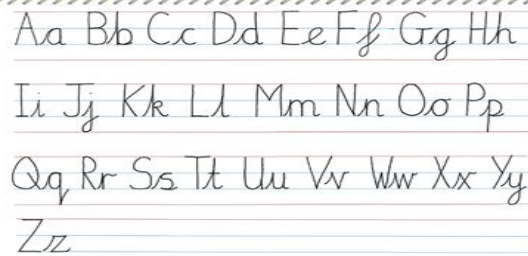 Aa Bb Cc Dd Ee Ff Gg Hh
Ii Jj Kk Ll Mm Nn Oo Pp
Qq Rr Ss Tt Uu Vv Ww Xx Yy
Zz